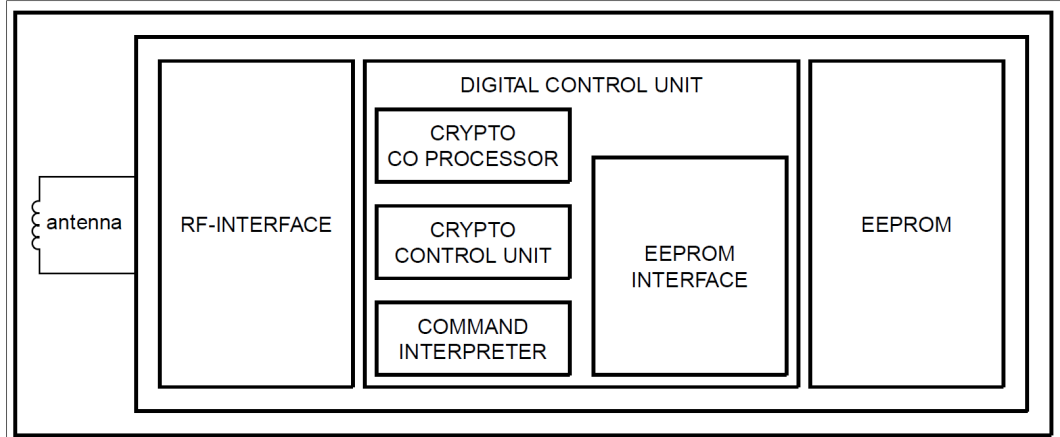 DIGITAL CONTROL UNIT
CRYPTO
CO PROCESSOR
antenna
RF-INTERFACE
CRYPTO
CONTROL UNIT
EEPROM
INTERFACE
EEPROM
COMMAND
INTERPRETER